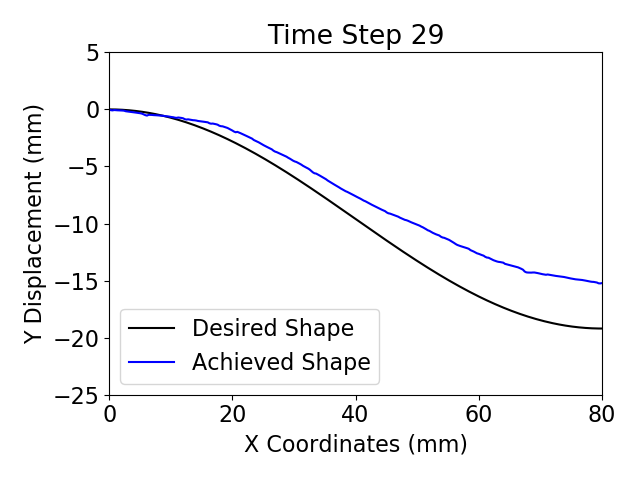 Time Step 29
5
0
−5
−10
−15
−20
−25
Y Displacement (mm)
Desired Shape
Achieved Shape
0 20 40 60 80
X Coordinates (mm)